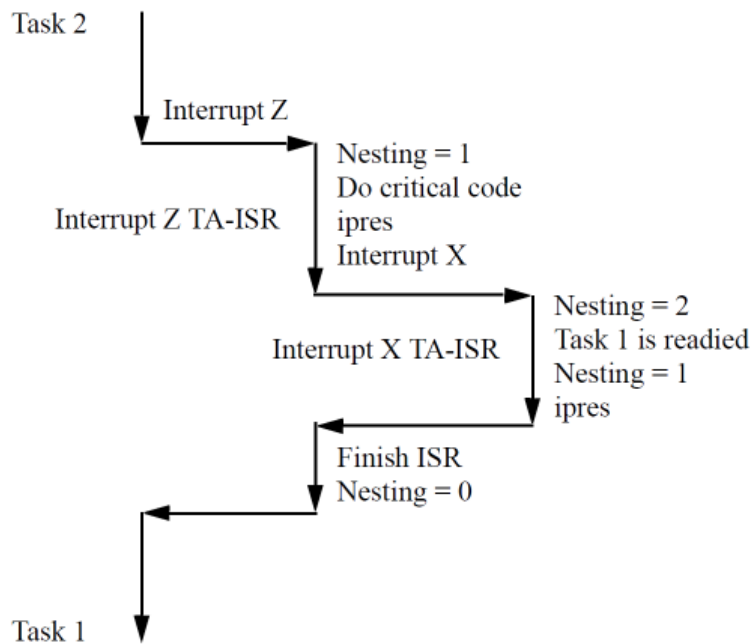 Task 2
Interrupt Z
Nesting = 1
Do critical code
Interrupt Z TA-ISR
ipres
Interrupt X
Nesting = 2
Task 1 is readied
Interrupt X TA-ISR
Nesting = 1
ipres
Finish ISR
Nesting = 0
Task 1